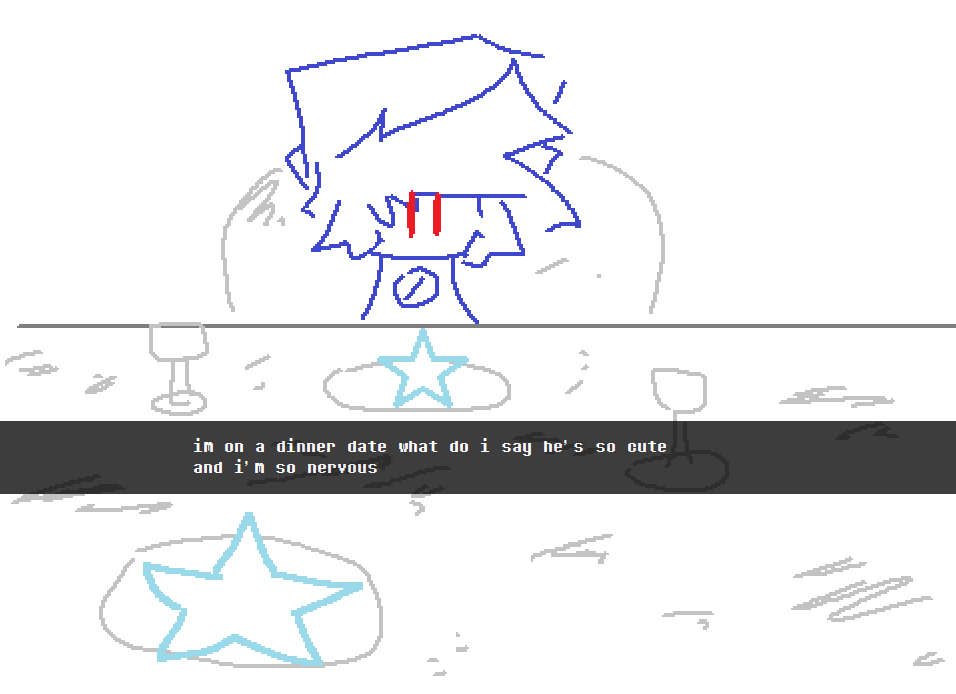 im on a dinner date what do i say he's so cute
and i'm so nervous